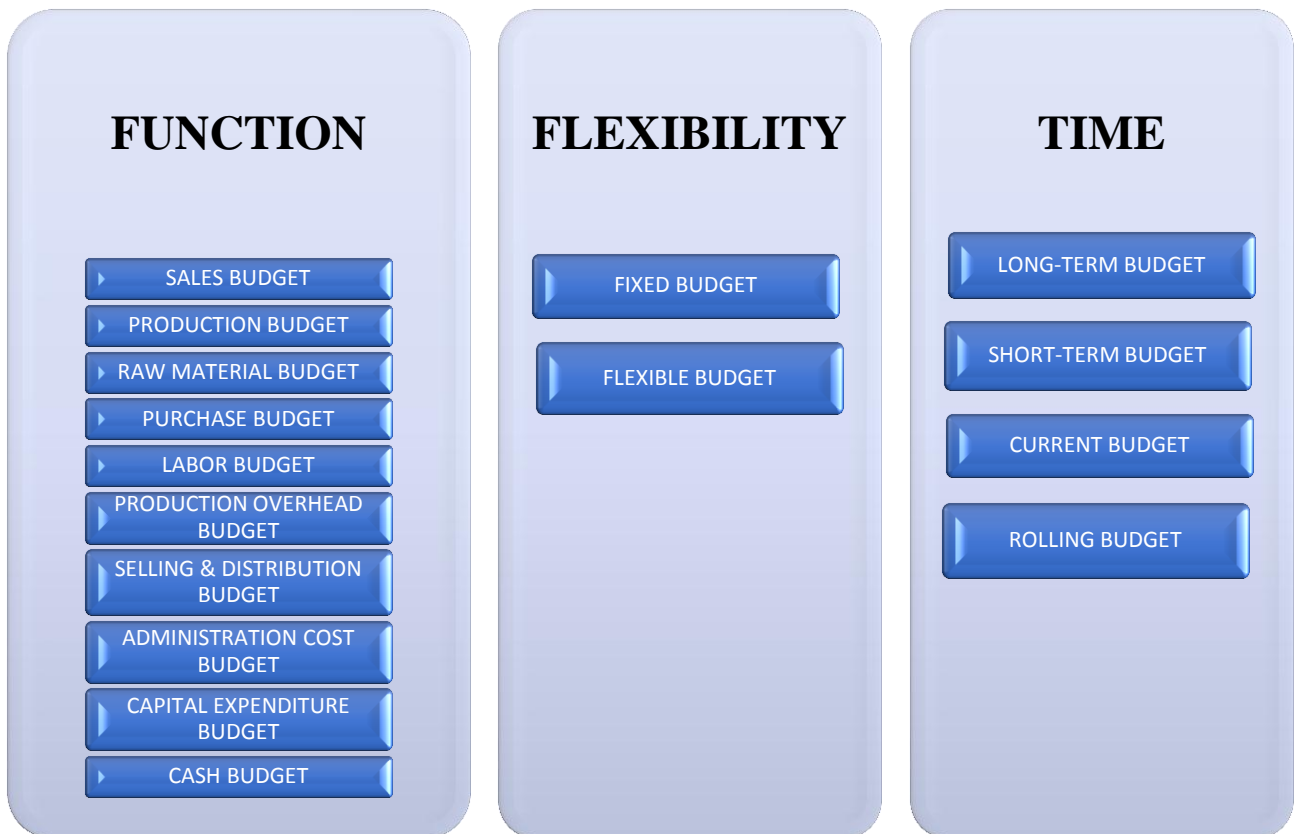 FUNCTION
SALES BUDGET
PRODUCTION BUDGET
RAW MATERIAL BUDGET
PURCHASE BUDGET
LABOR BUDGET
PRODUCTION OVERHEAD
BUDGET
SELLING & DISTRIBUTION
BUDGET
ADMINISTRATION COST
BUDGET
CAPITAL EXPENDITURE
BUDGET
CASH BUDGET
FLEXIBILITY
FIXED BUDGET
FLEXIBLE BUDGET
TIME
LONG-TERM BUDGET
SHORT-TERM BUDGET
CURRENT BUDGET
ROLLING BUDGET